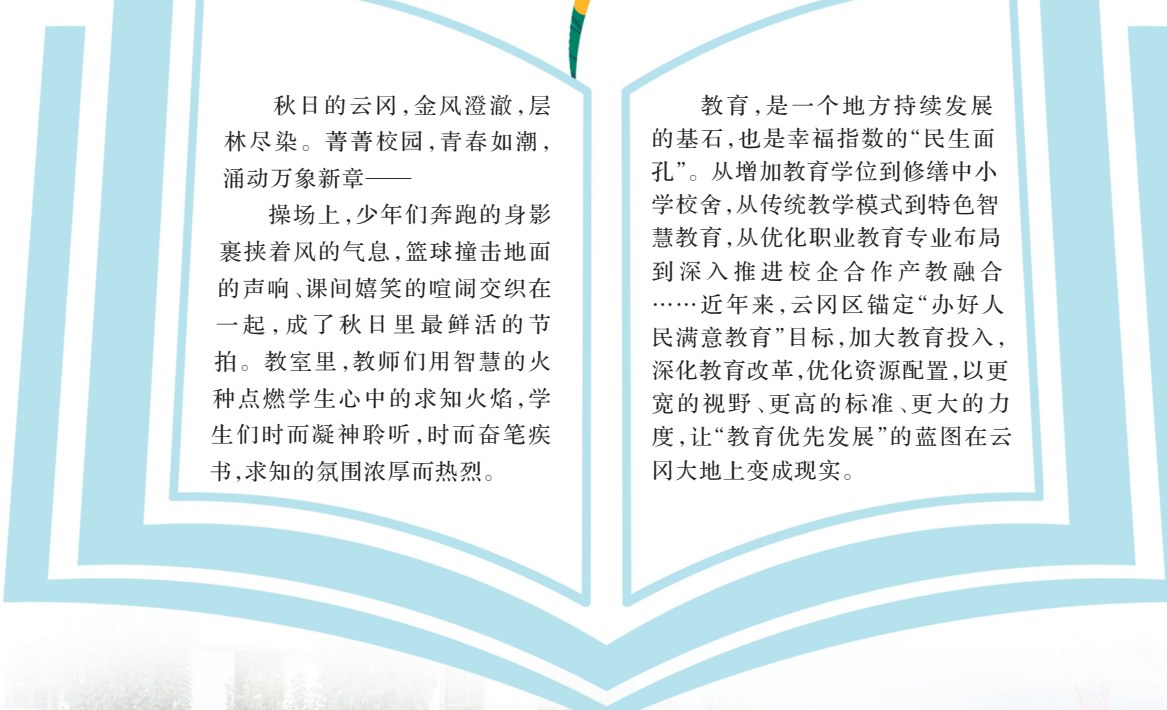 秋日的云冈,金风澄澈,层
林尽染。菁菁校园,青春如潮,
涌动万象新章——
操场上,少年们奔跑的身影
裹挟着风的气息,篮球撞击地面
的声响、课间嬉笑的喧闹交织在
一起,成了秋日里最鲜活的节
拍。教室里,教师们用智慧的火
种点燃学生心中的求知火焰,学
生们时而凝神聆听,时而奋笔疾
书,求知的氛围浓厚而热烈。
教育,是一个地方持续发展
的基石,也是幸福指数的“民生面
孔”。从增加教育学位到修缮中小
学校舍,从传统教学模式到特色智
慧教育,从优化职业教育专业布局
到深入推进校企合作产教融合
……近年来,云冈区锚定“办好人
民满意教育”目标,加大教育投入,
深化教育改革,优化资源配置,以更
宽的视野、更高的标准、更大的力
度,让“教育优先发展”的蓝图在云
冈大地上变成现实。